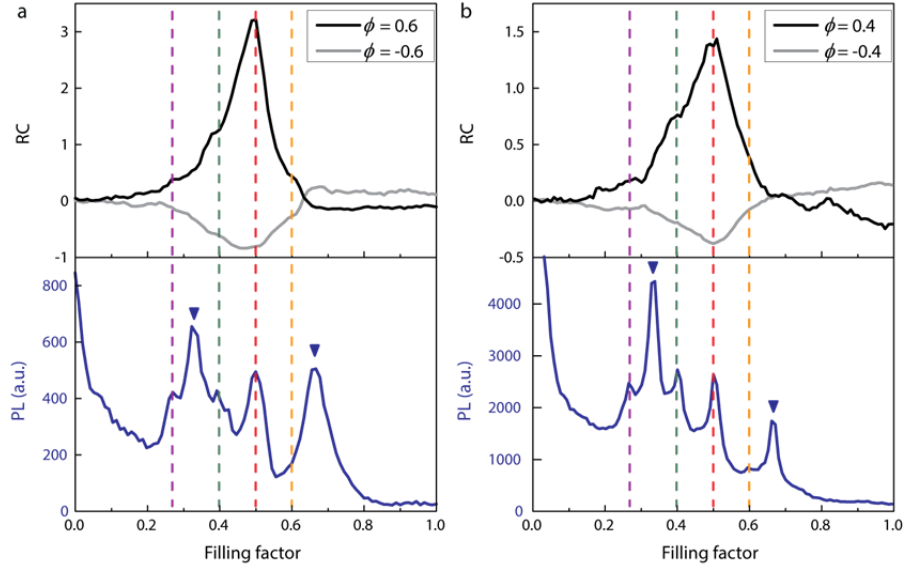 a
ϕ = 0.6
ϕ = -0.6
3
2
1
0
-1
RC
800
600
400
200
0
PL (a.u.)
0.0 0.2 0.4 0.6 0.8 1.0
Filling factor
b
ϕ = 0.4
ϕ = -0.4
1.5
1.0
0.5
0.0
-0.5
RC
4000
3000
2000
1000
0
PL (a.u.)
0.0 0.2 0.4 0.6 0.8 1.0
Filling factor